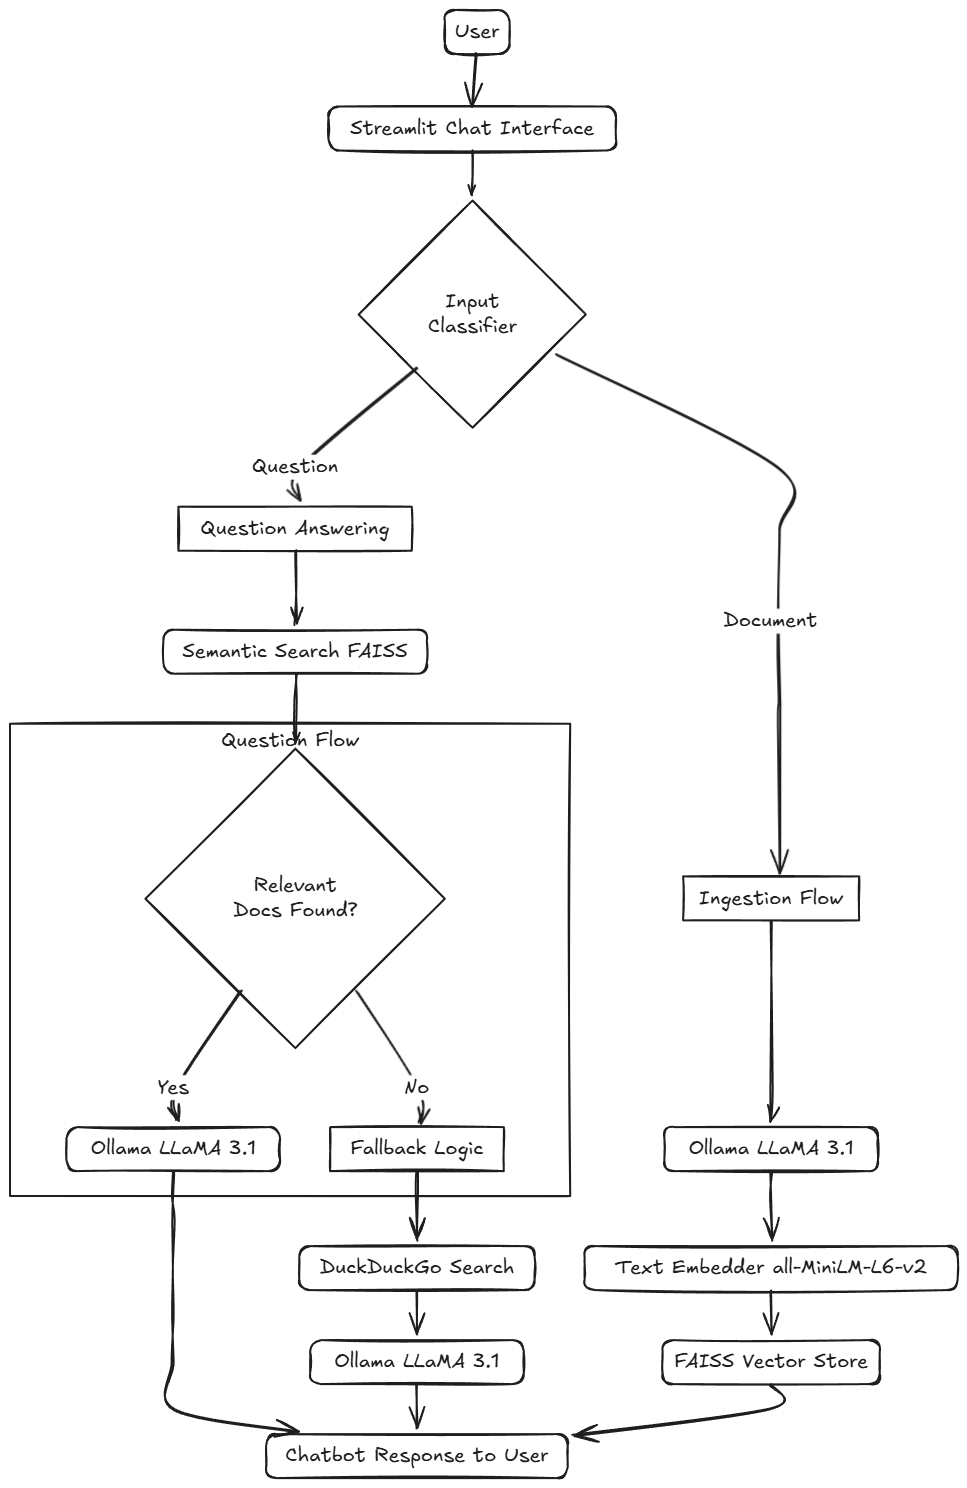 User
Streamlit Chat Interface
Input
Classifier
Question
Question Answering
Semantic Search FAISS
Document
Question Flow
Relevant
Docs Found?
Ingestion Flow
Yes
No
Ollama LLaMA 3.1
Fallback Logic
Ollama LLaMA 3.1
DuckDuckGo Search
Text Embedder all-MiniLM-L6-v2
Ollama LLaMA 3.1
FAISS Vector Store
Chatbot Response to User